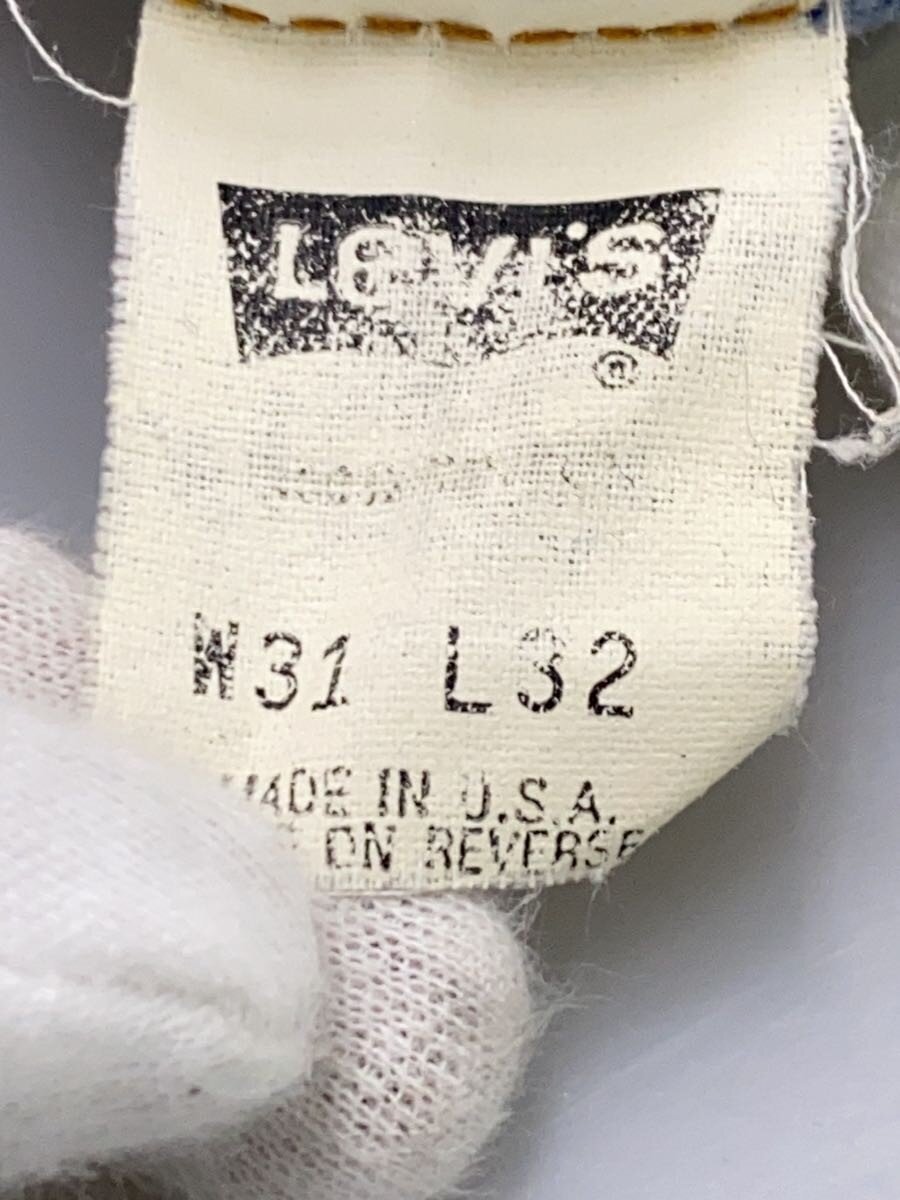 LEVI'S
®
W31 L32
MADE IN U.S.A.
ON REVERSE